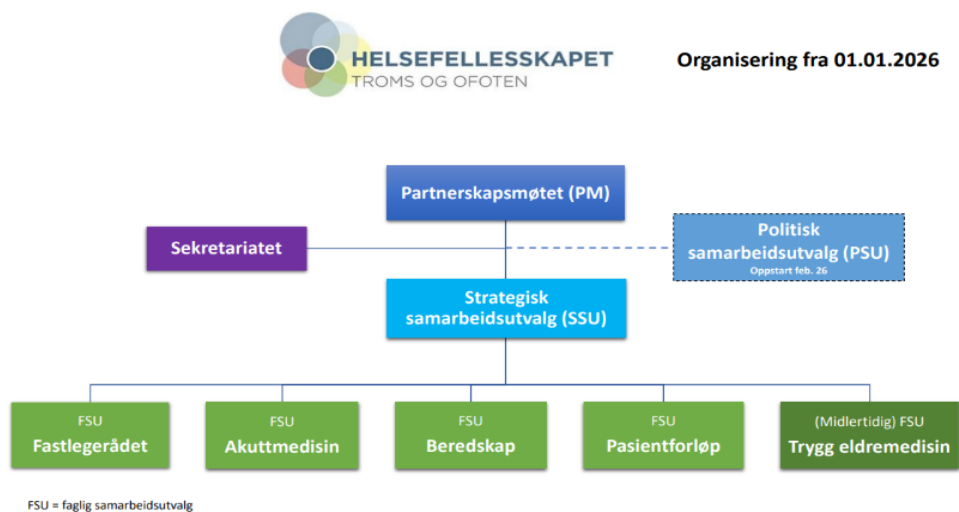 HELSEFELLESSKAPET
TROMS OG OFOTEN
Organisering fra 01.01.2026
Partnerskapsmøtet (PM)
Sekretariatet
Politisk
samarbeidsutvalg (PSU)
Oppstart feb. 26
Strategisk
samarbeidsutvalg (SSU)
FSU
Fastlegerådet
FSU
Akuttmedisin
FSU
Beredskap
FSU
Pasientforløp
(Midlertidig) FSU
Trygg eldremedisin
FSU = faglig samarbeidsutvalg